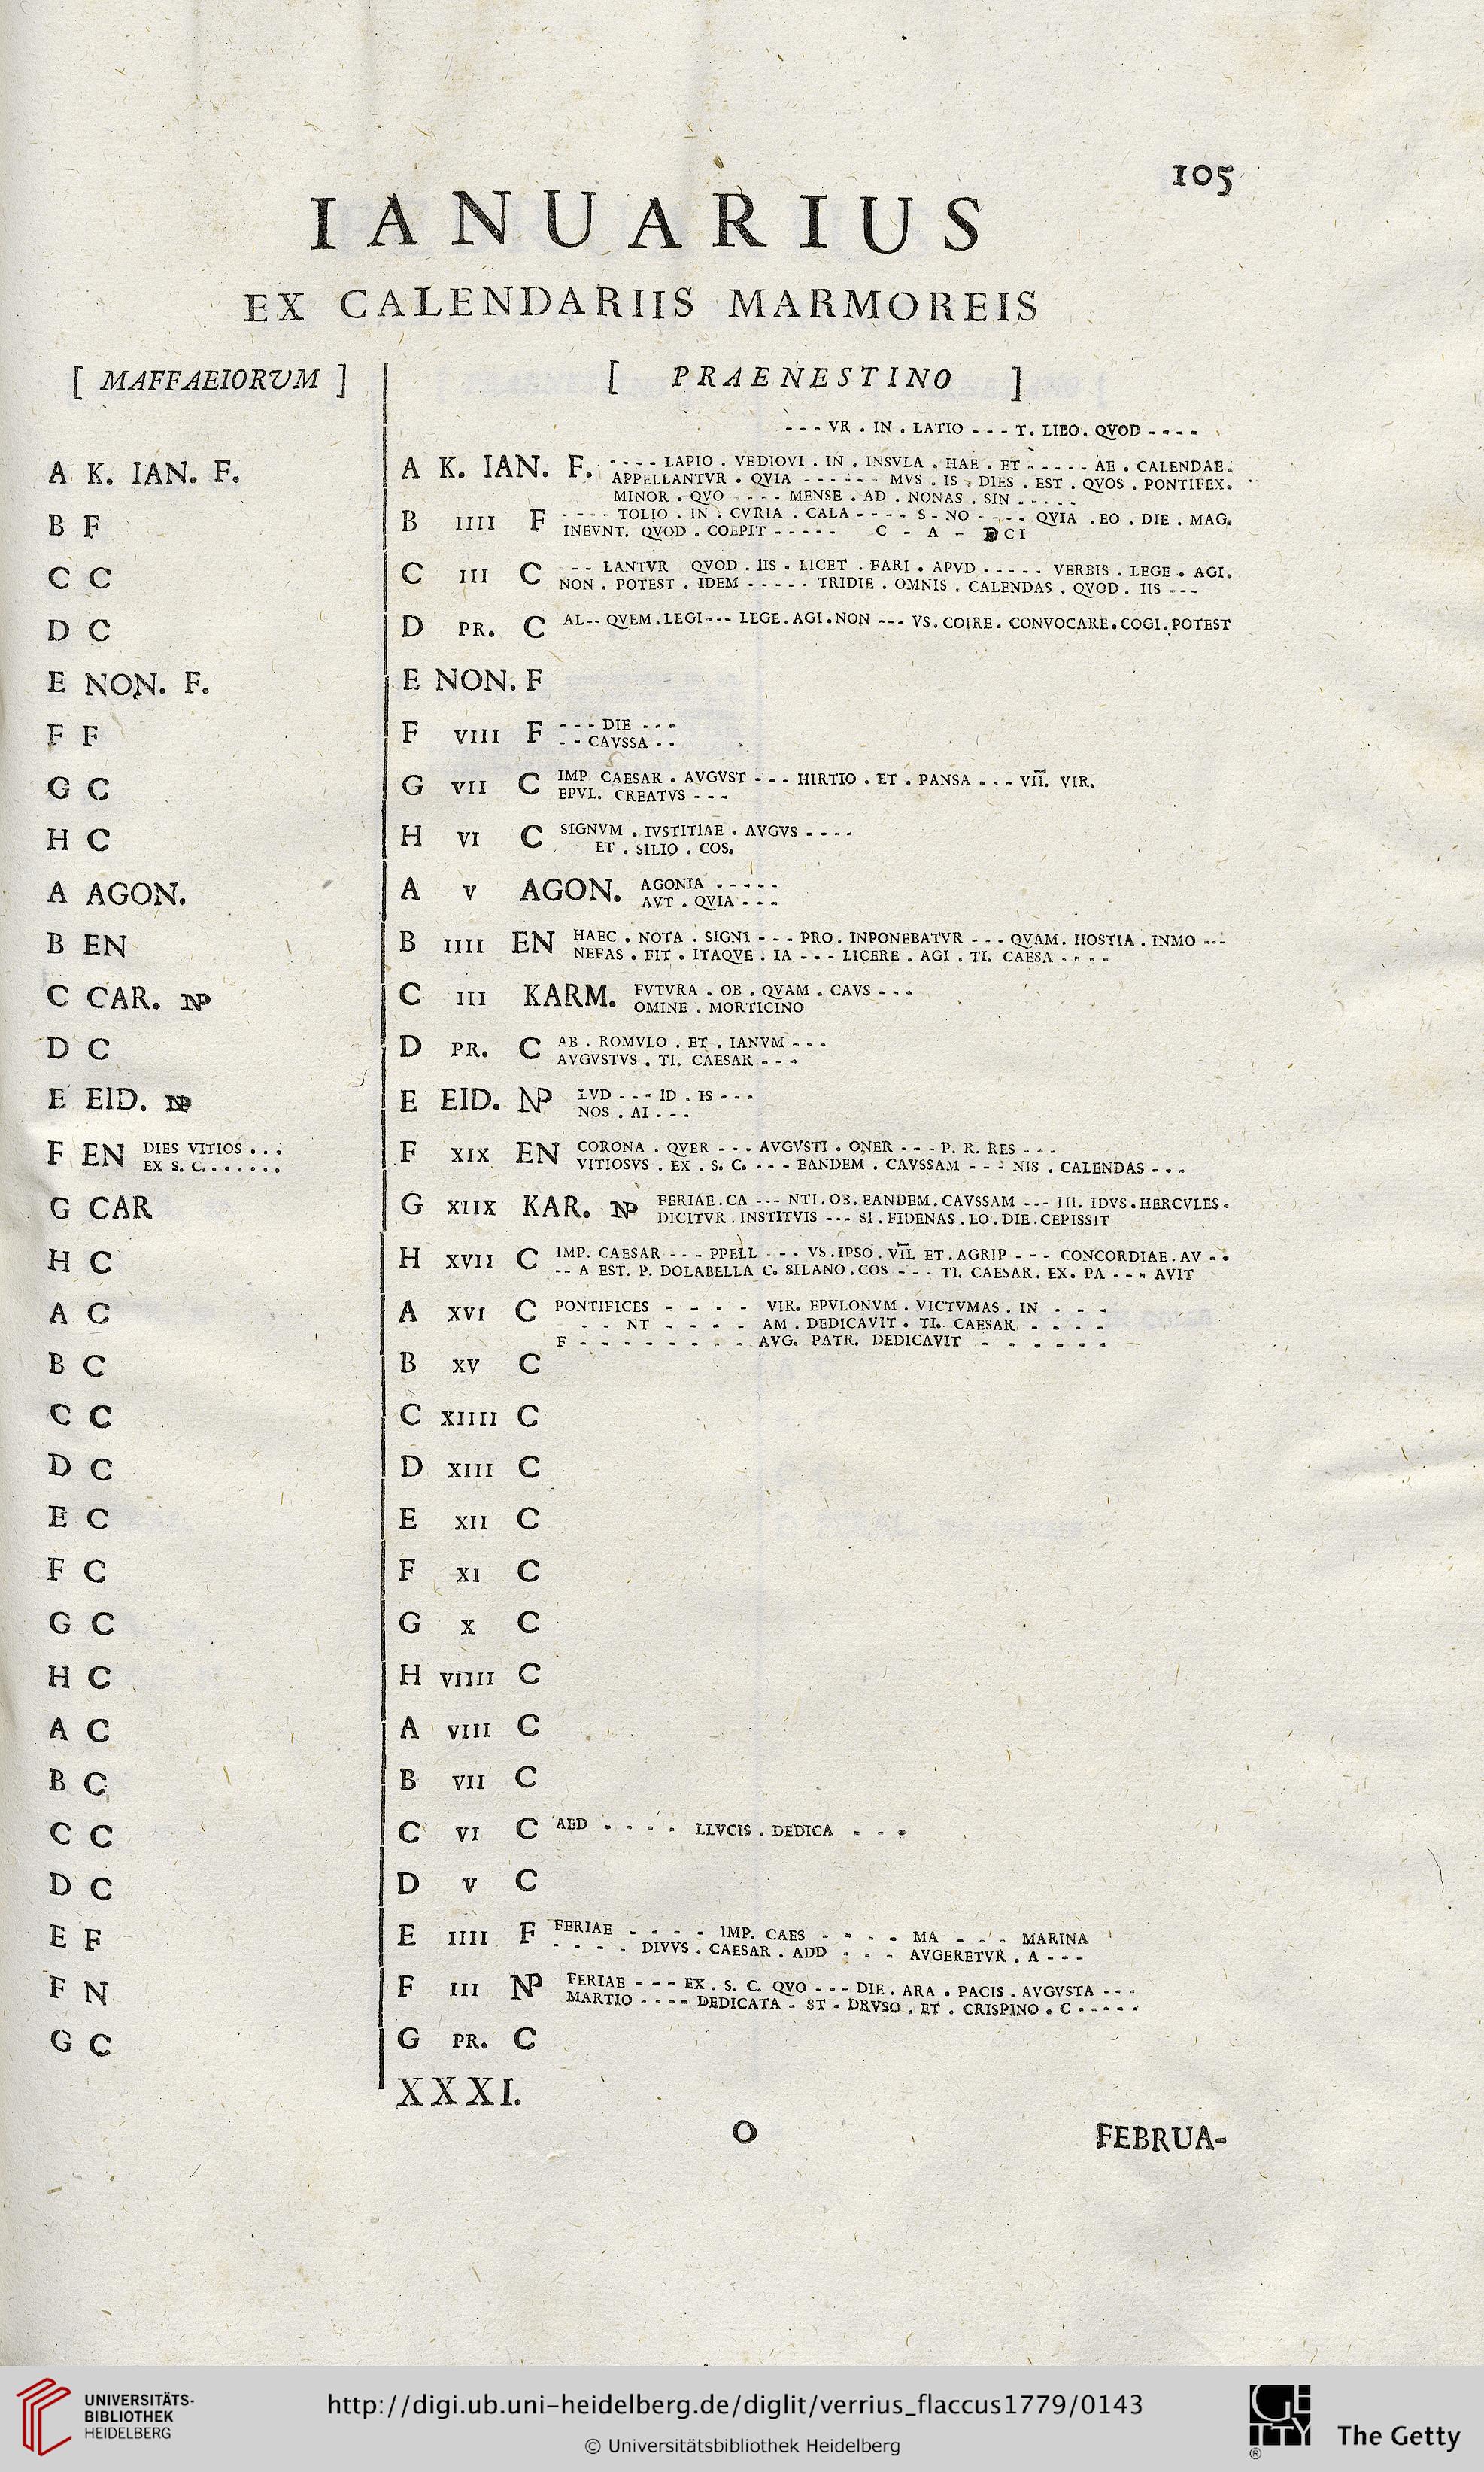 105
IANUARIUS
EX CALENDARIIS MARMOREIS
[ MAFFAEIORUM ]
A K. IAN. F.
B F
C C
D C
E NON. F.
F F
G C
H C
A AGON.
B EN
C CAR. NP
D C
E EID. NP
F EN DIES VITIOS . . .
EX S. C. . . . . . .
G CAR
H C
A C
B C
C C
D C
E C
F C
G C
H C
A C
B C
C C
D C
E F
F N
G C
[ PRAENESTINO ]
- - - VR . IN . LATIO - - - T. LIBO. QVOD - - - -
A K. IAN. F. - - - - LAPIO . VEDIOVI . IN . INSVLA . HAE . ET - - - - - AE . CALENDAE.
APPELLANTVR . QVIA - - - - - - MVS . IS . DIES . EST . QVOS . PONTIFEX.
MINOR . QVO - - - - MENSE . AD . NONAS . SIN - - - - -
B IIII F - - - - TOLIO . IN . CVRIA . CALA - - - - S - NO - - - - QVIA . EO . DIE . MAG.
INEVNT. QVOD . COEPIT - - - - - C - A - DCI
C III C - - LANTVR QVOD . IIS . LICET . FARI . APVD - - - - - VERBIS . LEGE . AGI.
NON . POTEST . IDEM - - - - - TRIDIE . OMNIS . CALENDAS . QVOD . IIS - - -
D PR. C AL - - QVEM . LEGI - - - LEGE . AGI . NON - - - VS . COIRE . CONVOCARE . COGI . POTEST
E NON. F
F VIII F - - - DIE - - -
- - CAVSSA - -
G VII C IMP. CAESAR . AVGVST - - - HIRTIO . ET . PANSA - - - VII. VIR.
EPVL. CREATVS - - -
H VI C SIGNVM . IVSTITIAE . AVGVS - - - -
ET . SILIO . COS.
A V AGON. AGONIA - - - - -
AVT . QVIA - - -
B IIII EN HAEC . NOTA . SIGNI - - - PRO . INPONEBATVR - - - QVAM . HOSTIA . INMO - - -
NEFAS . FIT . ITAQVE . IA - - - LICERE . AGI . TI. CAESA - - - -
C III KARM. FVTVRA . OB . QVAM . CAVS - - -
OMINE . MORTICINO
D PR. C AB . ROMVLO . ET . IANVM - - -
AVGVSTVS . TI. CAESAR - - -
E EID. NP LVD - - - ID . IS - - -
NOS . AI - - -
F XIX EN CORONA . QVER - - - AVGVSTI . ONER - - - P. R. RES - - -
VITIOSVS . EX . S. C. - - - EANDEM . CAVSSAM - - - NIS . CALENDAS - - -
G XIIX KAR. NP FERIAE . CA - - - NTI . OB . EANDEM . CAVSSAM - - - III. IDVS . HERCVLES .
DICITVR . INSTITVIS - - - SI . FIDENAS . EO . DIE . CEPISSIT
H XVII C IMP. CAESAR - - - PPELL - - - VS . IPSO . VII. ET . AGRIP - - - CONCORDIAE . AV - -
- - A EST. P. DOLABELLA C. SILANO . COS - - - TI. CAESAR . EX . PA - - - AVIT
A XVI C PONTIFICES - - - - VIR. EPVLONVM . VICTVMAS . IN - - -
- - NT - - - - AM . DEDICAVIT . TI. CAESAR - - - -
F - - - - - - - - AVG. PATR. DEDICAVIT - - - - - -
B XV C
C XIIII C
D XIII C
E XII C
F XI C
G X C
H VIIII C
A VIII C
B VII C
C VI C AED - - - - LLVCIS . DEDICA - - -
D V C
E IIII F FERIAE - - - - IMP. CAES - - - - MA - - - MARINA
- - - - DIVVS . CAESAR . ADD - - - AVGERETVR . A - - -
F III NP FERIAE - - - EX . S. C. QVO - - - DIE . ARA . PACIS . AVGVSTA - - -
MARTIO - - - - DEDICATA - ST - DRVSO . ET . CRISPINO . C - - - - -
G PR. C
XXXI.
O
FEBRUA-
UNIVERSITÄTS-
BIBLIOTHEK
HEIDELBERG
http://digi.ub.uni-heidelberg.de/diglit/verrius_flaccus1779/0143
© Universitätsbibliothek Heidelberg
GETTY
®
The Getty